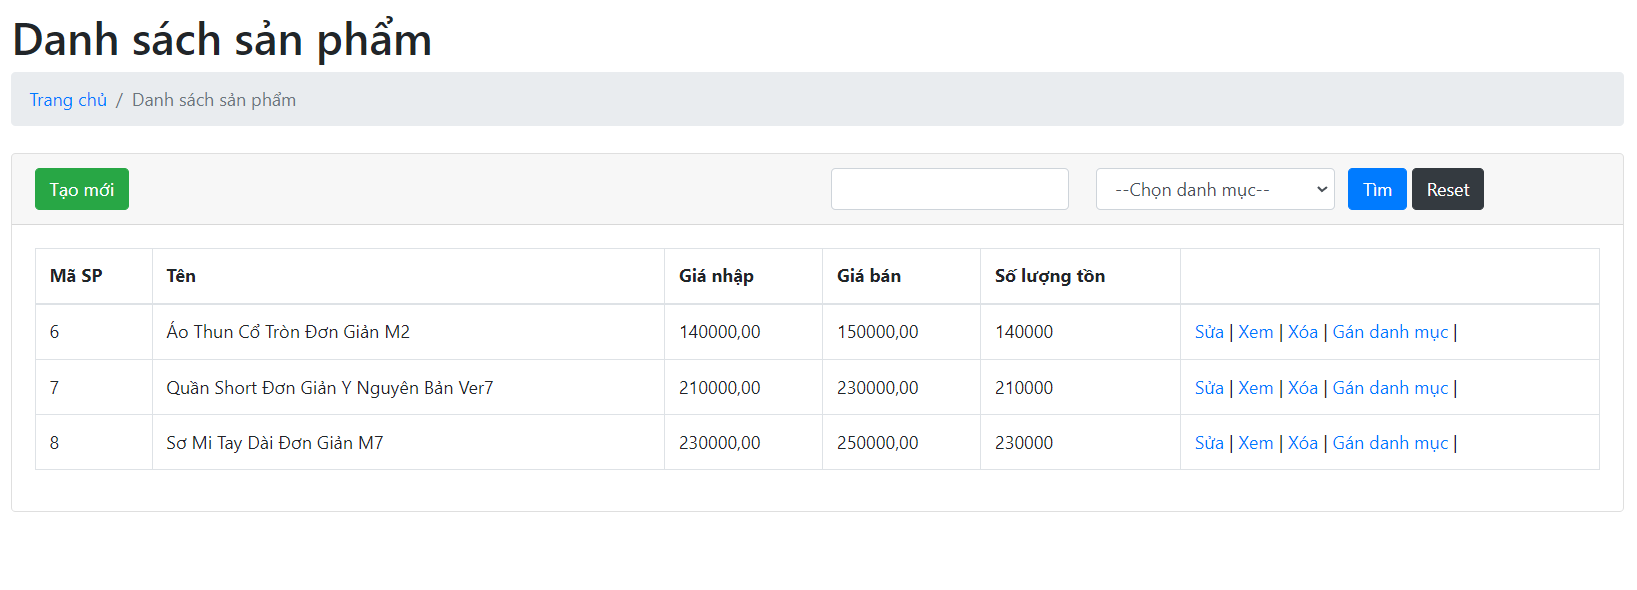 Danh sách sản phẩm
Trang chủ / Danh sách sản phẩm
Tạo mới --Chọn danh mục-- Tìm Reset
Mã SP Tên Giá nhập Giá bán Số lượng tồn
6 Áo Thun Cổ Tròn Đơn Giản M2 140000,00 150000,00 140000 Sửa | Xem | Xóa | Gán danh mục |
7 Quần Short Đơn Giản Y Nguyên Bản Ver7 210000,00 230000,00 210000 Sửa | Xem | Xóa | Gán danh mục |
8 Sơ Mi Tay Dài Đơn Giản M7 230000,00 250000,00 230000 Sửa | Xem | Xóa | Gán danh mục |